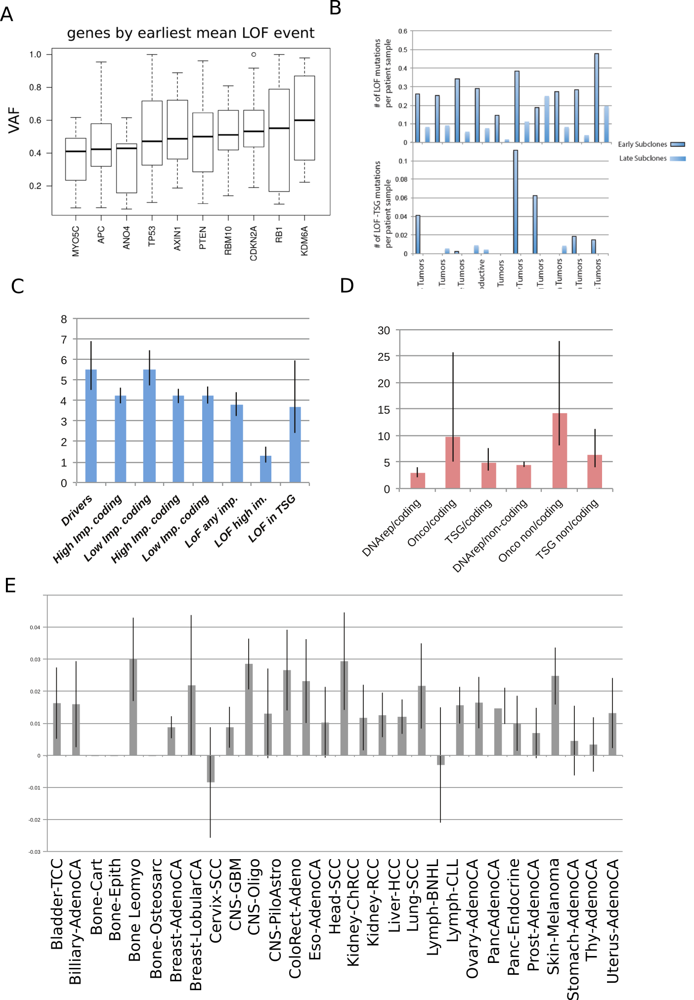 A
genes by earliest mean LOF event
VAF
1.0
0.8
0.6
0.4
0.2
MYO5C
APC
ANO4
TP53
AXIN1
PTEN
RBM10
CDKN2A
RB1
KDM6A
B
# of LOF mutations
per patient sample
0.6
0.5
0.4
0.3
0.2
0.1
0
Early Subclones
Late Subclones
# of LOF -TSG mutations
per patient sample
0.1
0.08
0.06
0.04
0.02
0
Tumors
Tumors
Tumors
oductive
Tumors
Tumors
Tumors
Tumors
Tumors
Tumors
C
8
7
6
5
4
3
2
1
0
Drivers
High Imp. coding
Low Imp. coding
High Imp. coding
Low Imp. coding
LoF any imp.
LOF high im.
LOF in TSG
D
30
25
20
15
10
5
0
DNArep/coding
Onco/coding
TSG/coding
DNArep/non-coding
Onco non/coding
TSG non/coding
E
0.04
0.03
0.02
0.01
0
-0.01
-0.02
-0.03
Bladder-TCC
Billiary-AdenoCA
Bone-Cart
Bone-Epith
Bone Leomyo
Bone-Osteosarc
Breast-AdenoCA
Breast-LobularCA
Cervix-SCC
CNS-GBM
CNS-Oligo
CNS-PiloAstro
ColoRect-Adeno
Eso-AdenoCA
Head-SCC
Kidney-ChRCC
Kidney-RCC
Liver-HCC
Lung-SCC
Lymph-BNHL
Lymph-CLL
Ovary-AdenoCA
PancAdenoCA
Panc-Endocrine
Prost-AdenoCA
Skin-Melanoma
Stomach-AdenoCA
Thy-AdenoCA
Uterus-AdenoCA